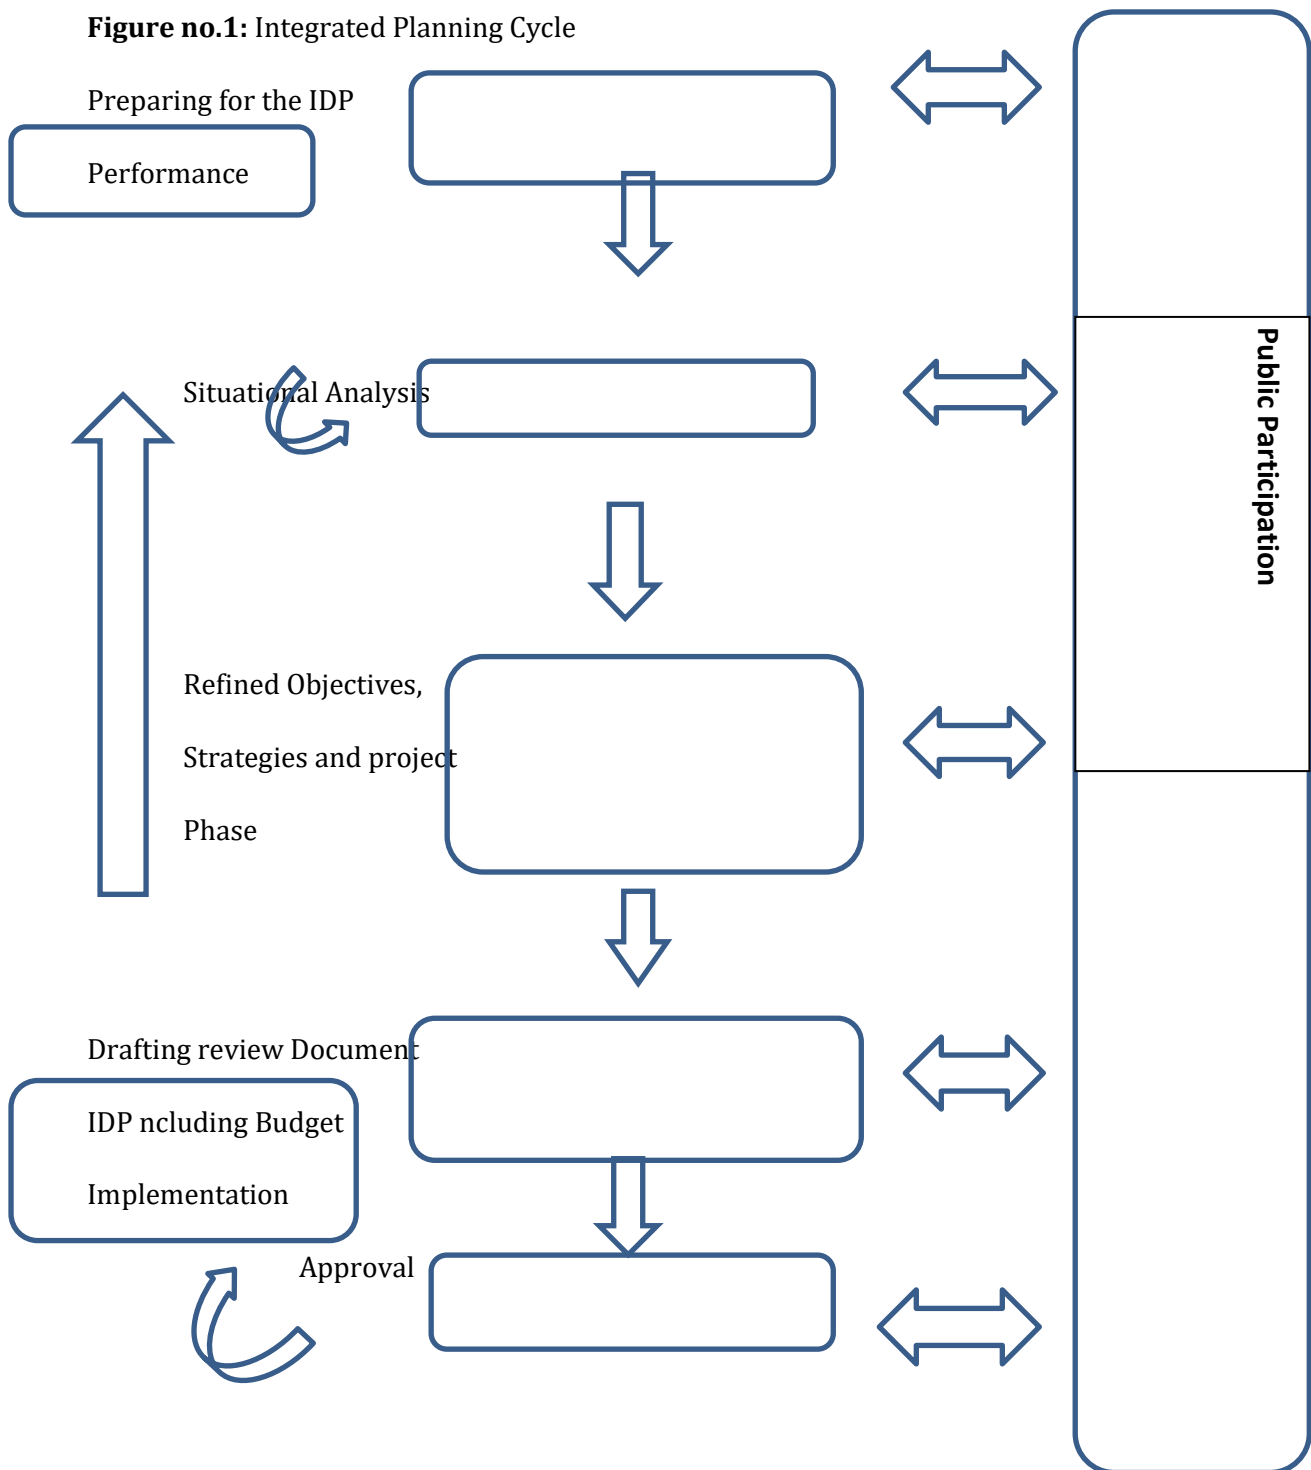 Figure no.1: Integrated Planning Cycle
Preparing for the IDP
Performance
Situational Analysis
Public Participation
Refined Objectives,
Strategies and project
Phase
Drafting review Document
IDP ncluding Budget
Implementation
Approval